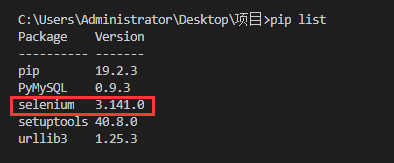 C:\Users\Administrator\Desktop\项目>pip list
Package    Version
---------- -------
pip        19.2.3
PyMySQL    0.9.3
selenium   3.141.0
setuptools 40.8.0
urllib3    1.25.3